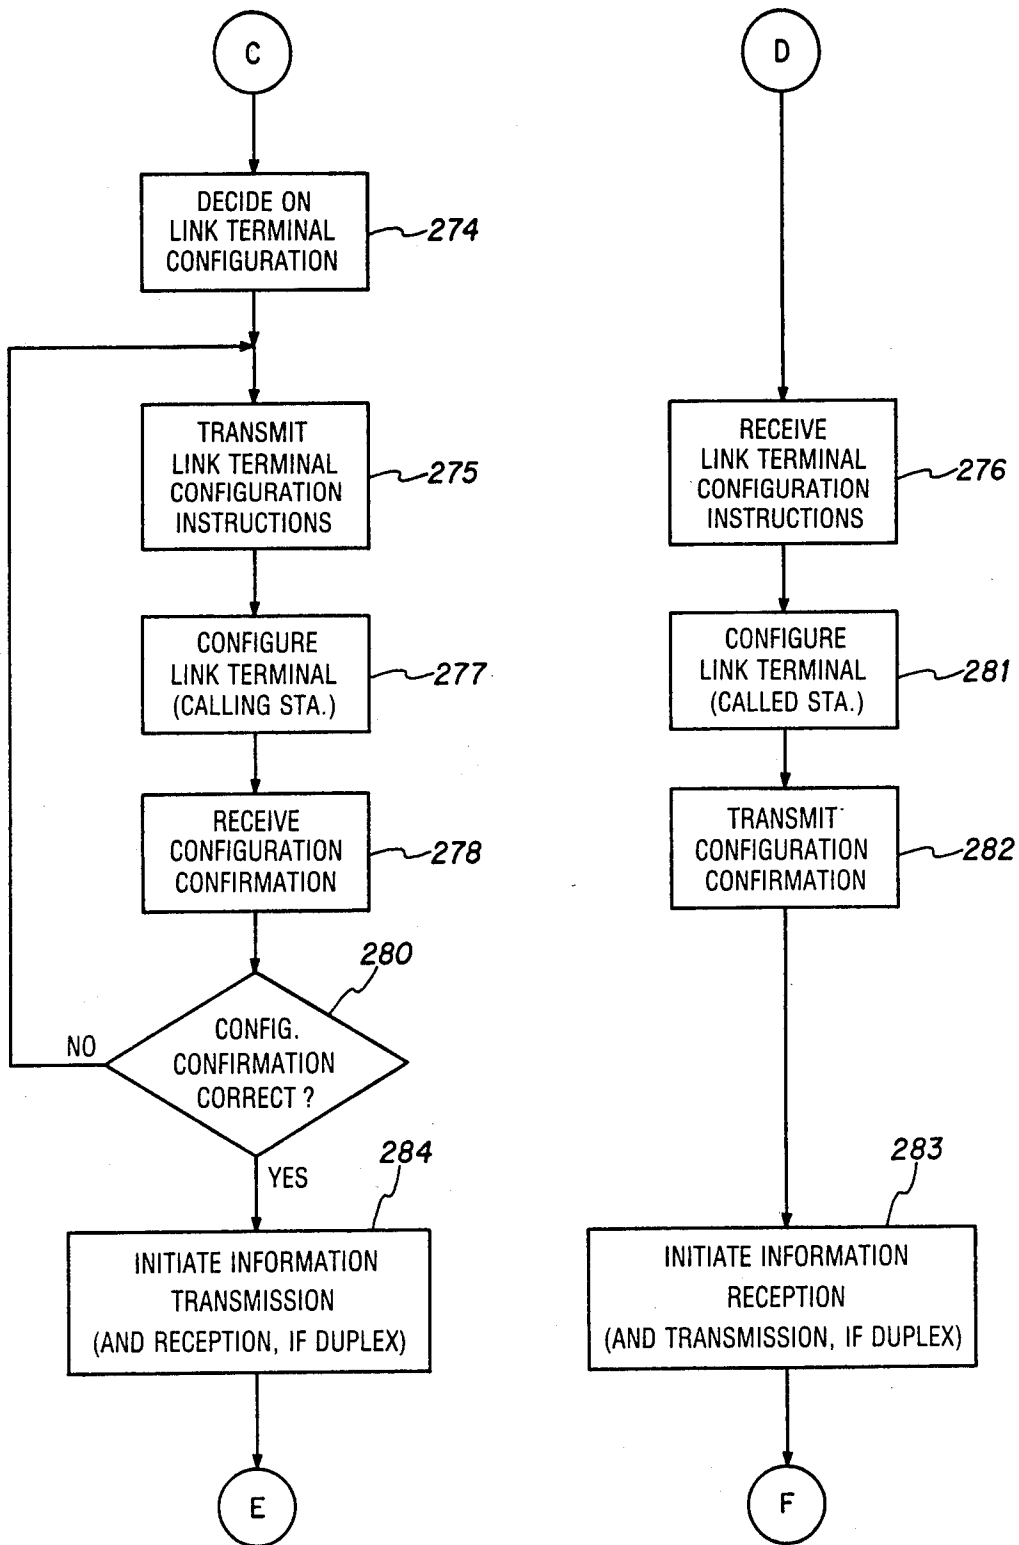 C
DECIDE ON
LINK TERMINAL
CONFIGURATION
274
TRANSMIT
LINK TERMINAL
CONFIGURATION
INSTRUCTIONS
275
CONFIGURE
LINK TERMINAL
(CALLING STA.)
277
RECEIVE
CONFIGURATION
CONFIRMATION
278
280
CONFIG.
CONFIRMATION
CORRECT ?
NO
YES
284
INITIATE INFORMATION
TRANSMISSION
(AND RECEPTION, IF DUPLEX)
E
D
RECEIVE
LINK TERMINAL
CONFIGURATION
INSTRUCTIONS
276
CONFIGURE
LINK TERMINAL
(CALLED STA.)
281
TRANSMIT
CONFIGURATION
CONFIRMATION
282
283
INITIATE INFORMATION
RECEPTION
(AND TRANSMISSION, IF DUPLEX)
F